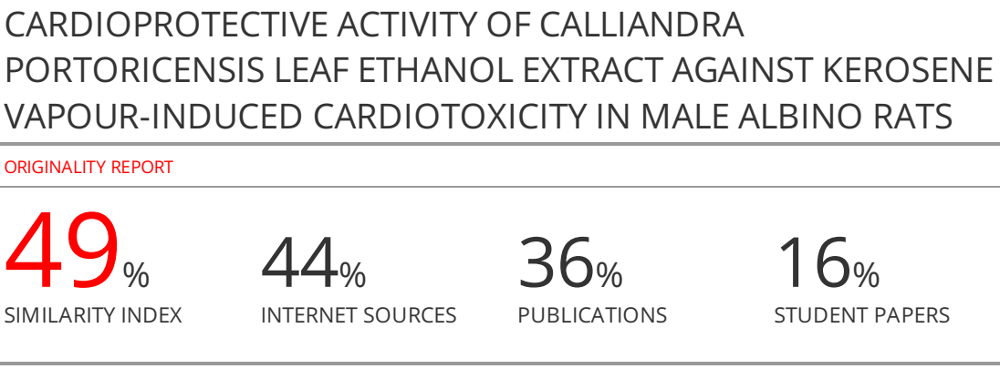 CARDIOPROTECTIVE ACTIVITY OF CALLIANDRA
PORTORICENSIS LEAF ETHANOL EXTRACT AGAINST KEROSENE
VAPOUR-INDUCED CARDIOTOXICITY IN MALE ALBINO RATS
ORIGINALITY REPORT
49% 44% 36% 16%
SIMILARITY INDEX INTERNET SOURCES PUBLICATIONS STUDENT PAPERS